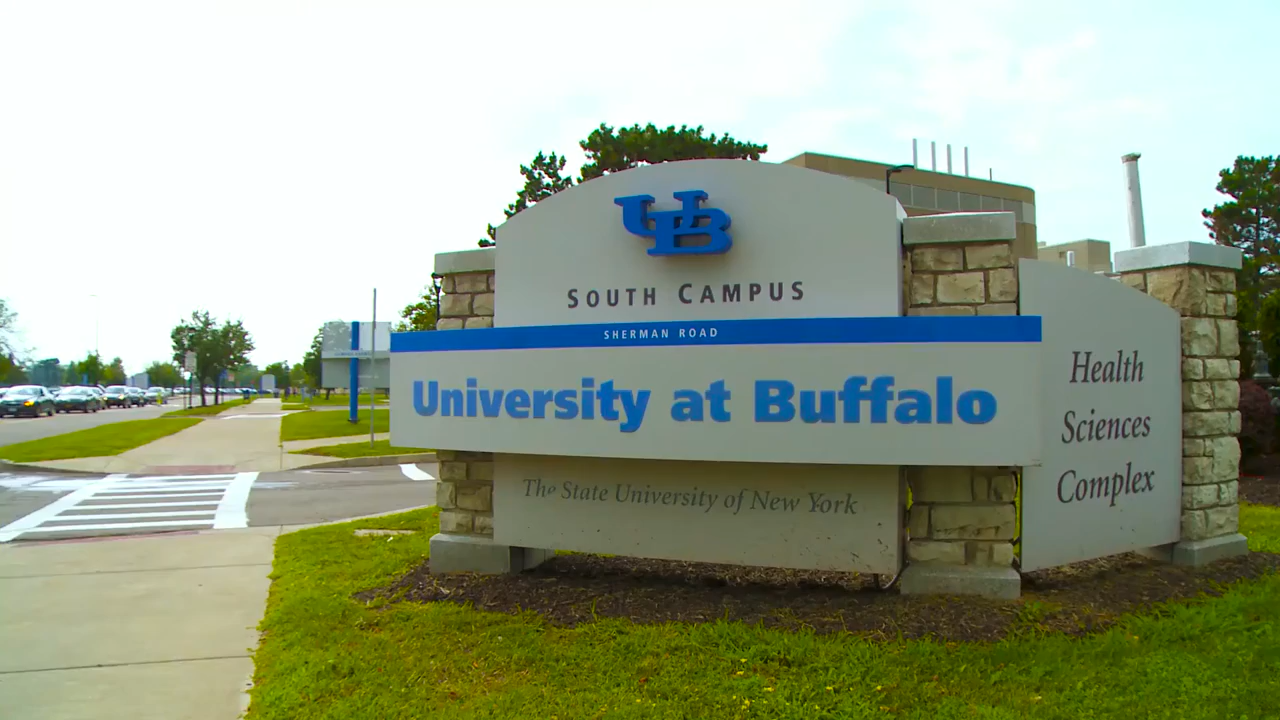 UB
SOUTH CAMPUS
SHERMAN ROAD
University at Buffalo
The State University of New York
Health
Sciences
Complex